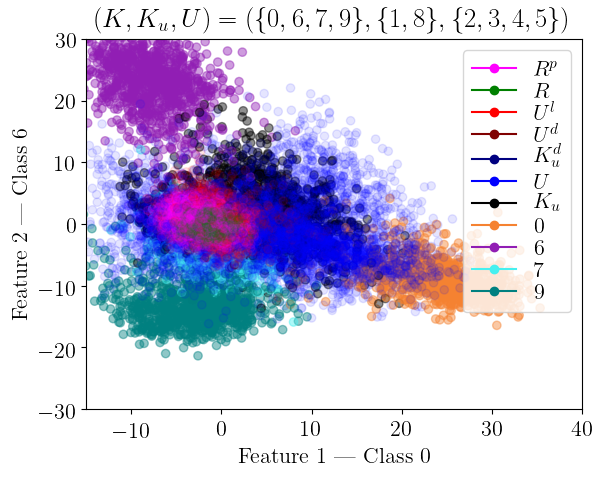 (K, K_u, U) = ({0, 6, 7, 9}, {1, 8}, {2, 3, 4, 5})
30
20
10
0
−10
−20
−30
Feature 2 — Class 6
R^p
R
U^l
U^d
K_u^d
U
K_u
0
6
7
9
−10
0
10
20
30
40
Feature 1 — Class 0